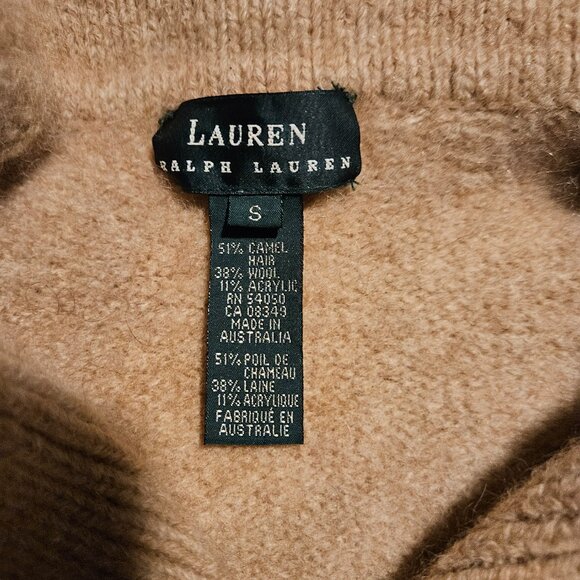 LAUREN
RALPH LAUREN
S
51% CAMEL
HAIR
38% WOOL
11% ACRYLIC
RN 54050
CA 08349
MADE IN
AUSTRALIA
51% POIL DE
CHAMEAU
38% LAINE
11% ACRYLIQUE
FABRIQUÉ EN
AUSTRALIE